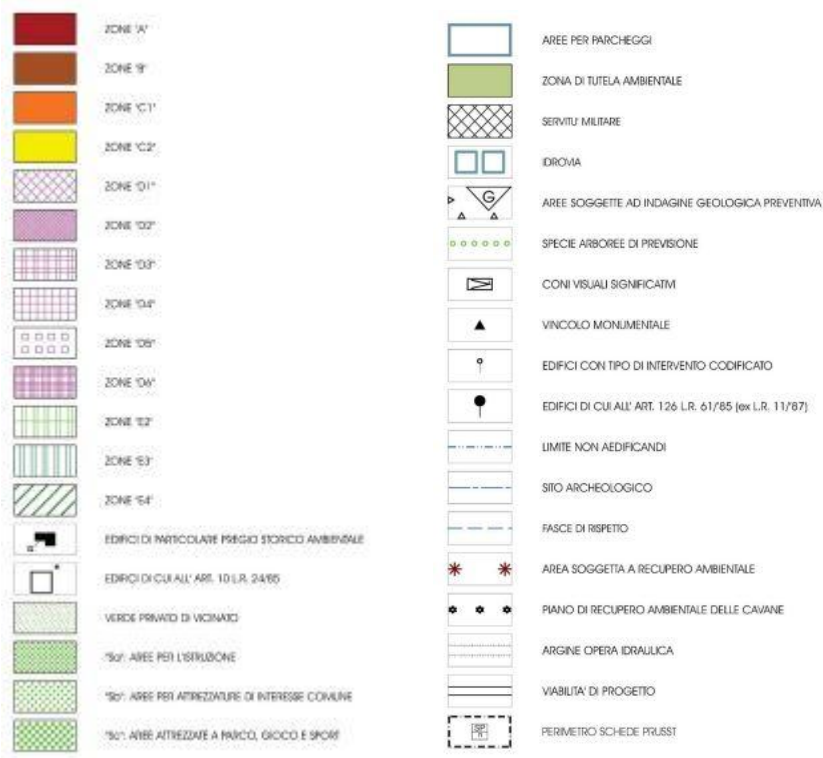 ZONE "A"
ZONE "B"
ZONE "C1"
ZONE "C2"
ZONE "D1"
ZONE "D2"
ZONE "D3"
ZONE "D4"
ZONE "D5"
ZONE "D6"
ZONE "E2"
ZONE "E3"
ZONE "E4"
EDIFICI DI PARTICOLARE PREGIO STORICO AMBIENTALE
EDIFICI DI CUI ALL' ART. 10 L.R. 24/85
VERDE PRIVATO DI VICINATO
"Sa": AREE PER L'ISTRUZIONE
"Sb": AREE PER ATTREZZATURE DI INTERESSE COMUNE
"Sc": AREE ATTREZZATE A PARCO, GIOCO E SPORT
AREE PER PARCHEGGI
ZONA DI TUTELA AMBIENTALE
SERVITU' MILITARE
IDROVIA
G
AREE SOGGETTE AD INDAGINE GEOLOGICA PREVENTIVA
SPECIE ARBOREE DI PREVISIONE
CONI VISUALI SIGNIFICATIVI
VINCOLO MONUMENTALE
EDIFICI CON TIPO DI INTERVENTO CODIFICATO
EDIFICI DI CUI ALL' ART. 126 L.R. 61/'85 (ex L.R. 11/'87)
LIMITE NON AEDIFICANDI
SITO ARCHEOLOGICO
FASCE DI RISPETTO
AREA SOGGETTA A RECUPERO AMBIENTALE
PIANO DI RECUPERO AMBIENTALE DELLE CAVANE
ARGINE OPERA IDRAULICA
VIABILITA' DI PROGETTO
SP
PERIMETRO SCHEDE PRUSST